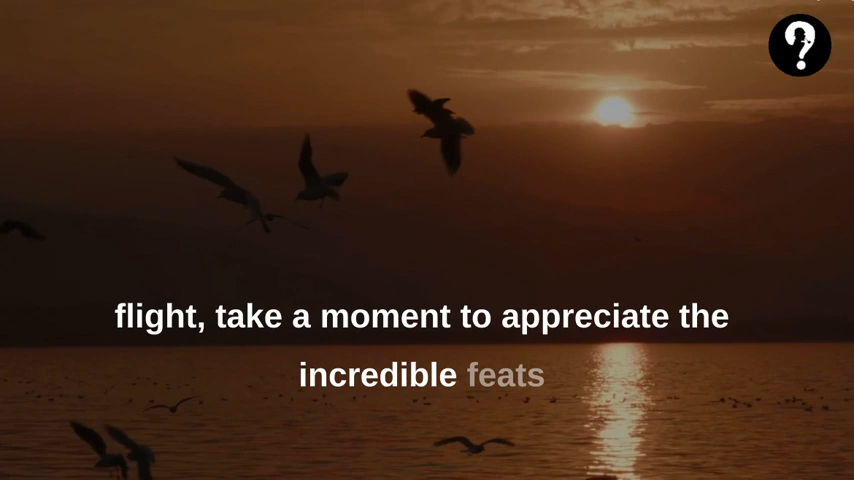 flight, take a moment to appreciate the
incredible feats